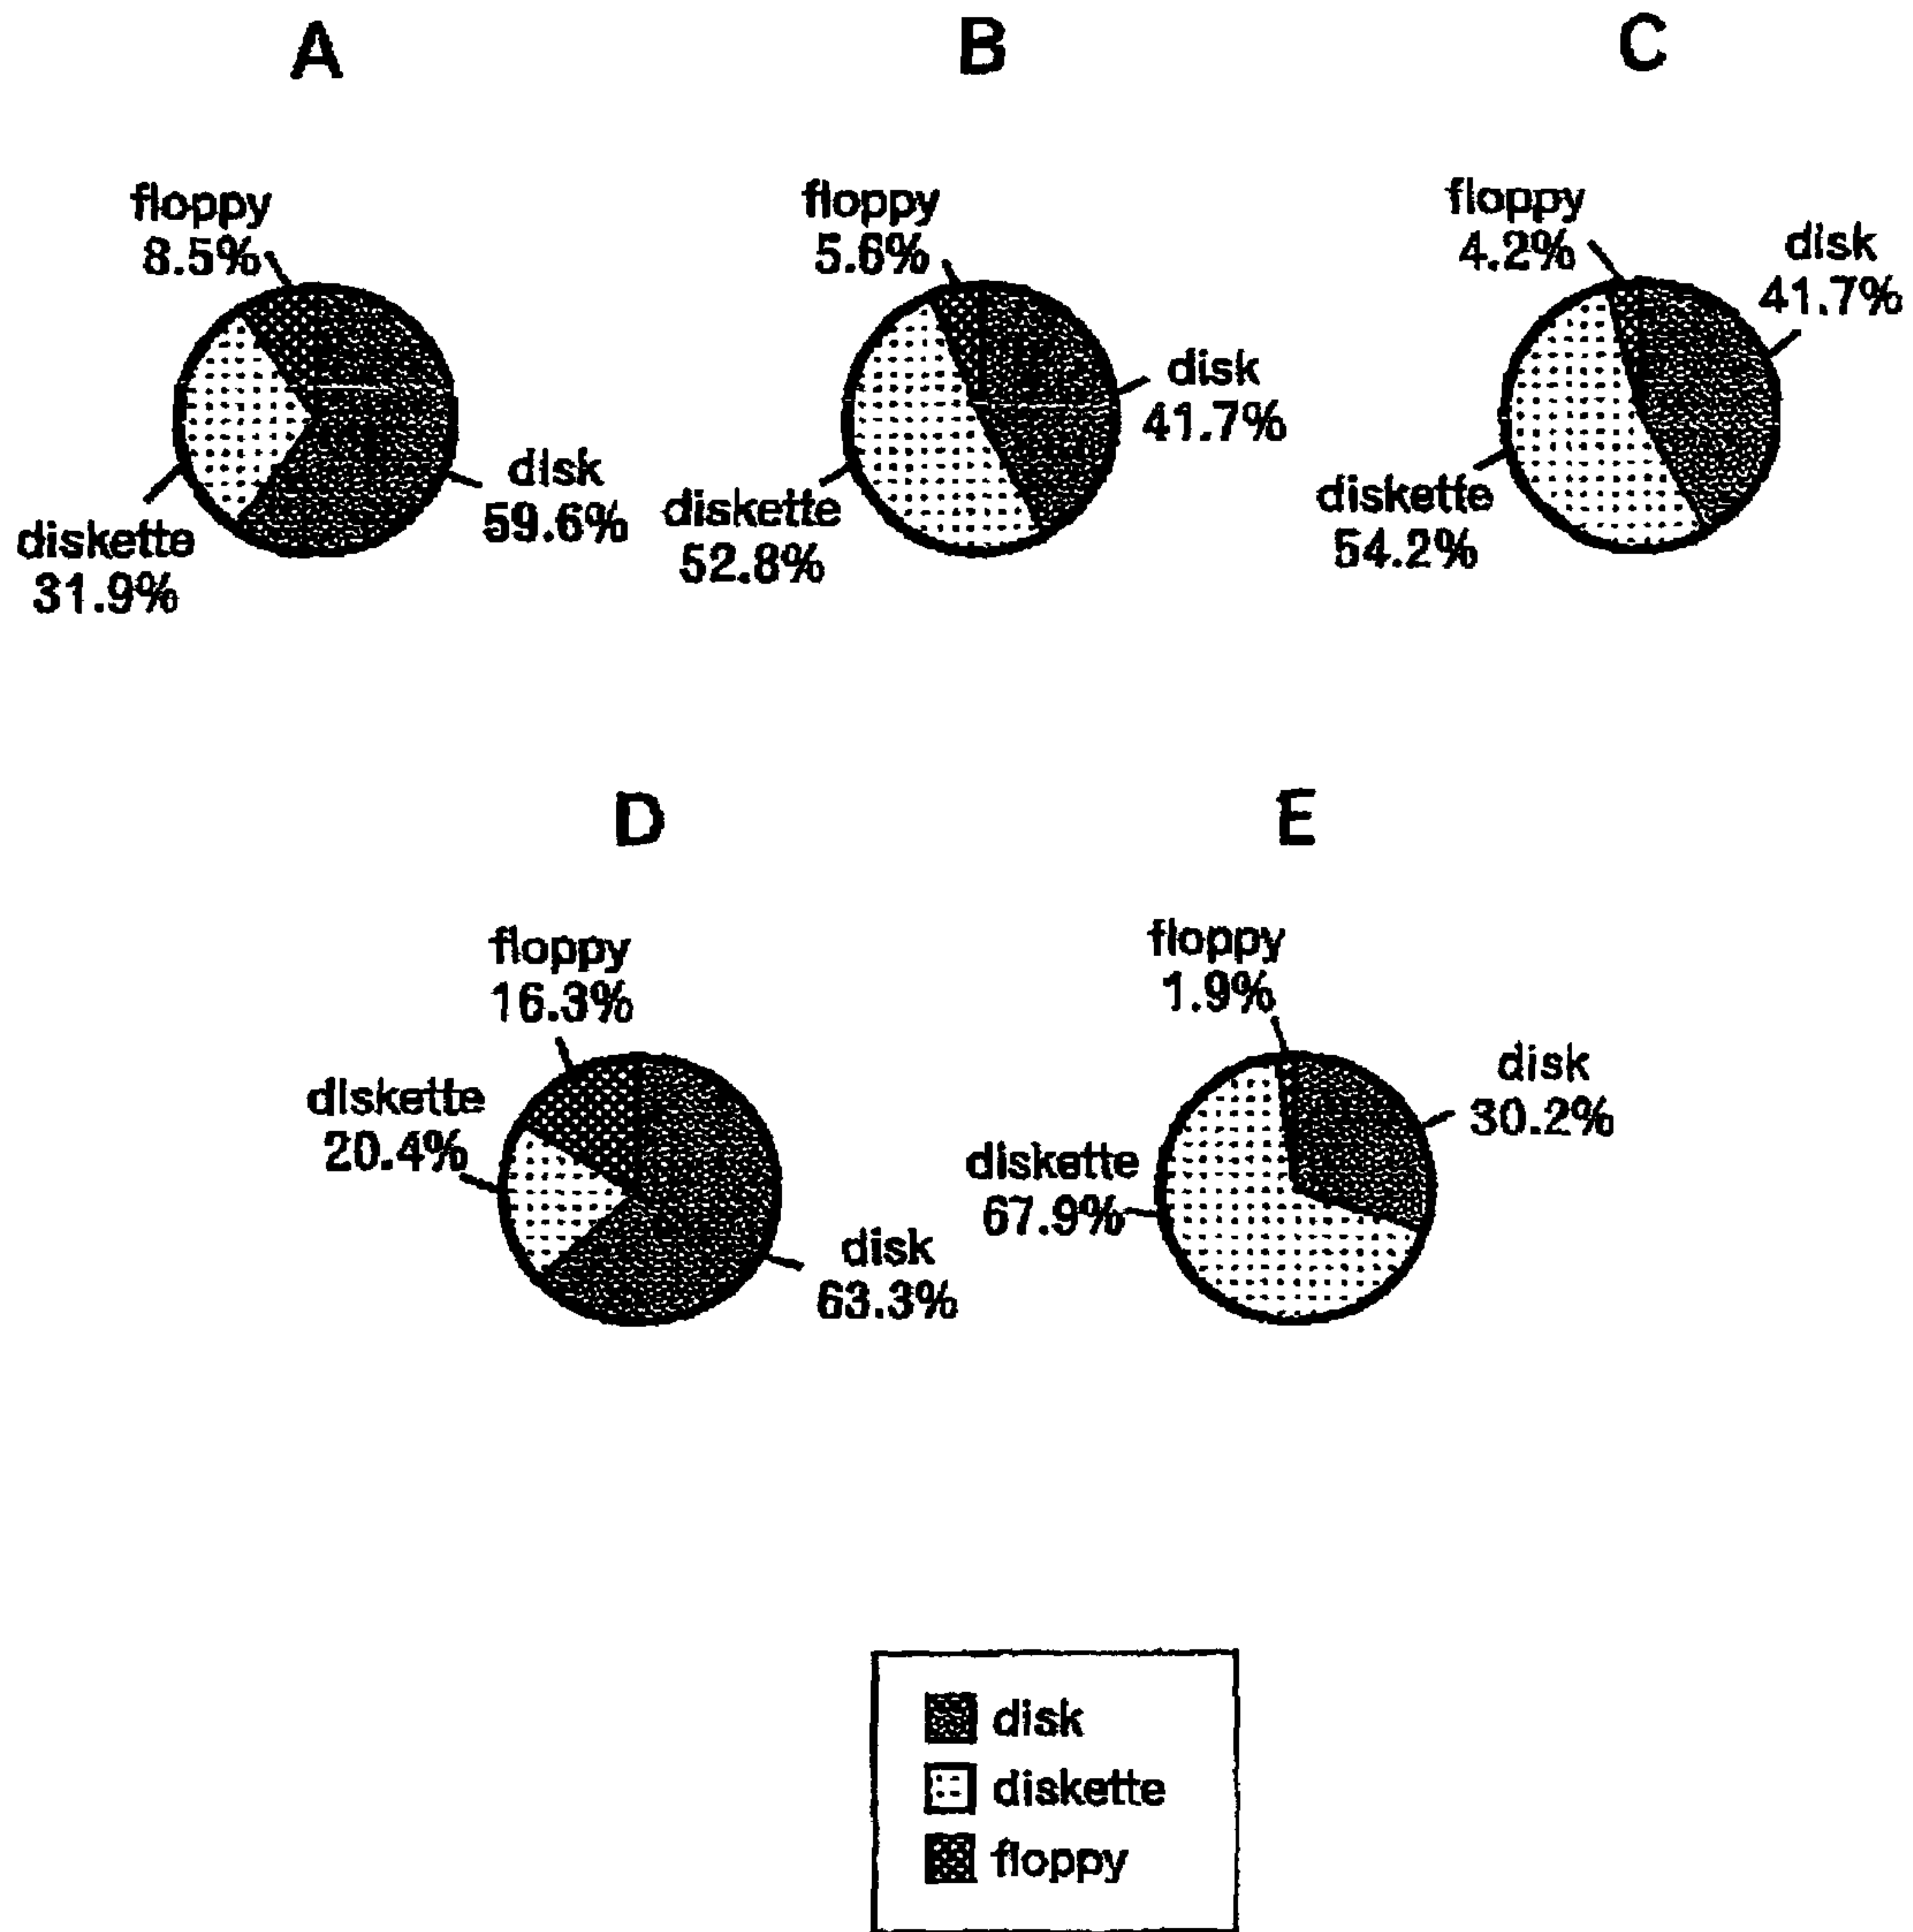 A
B
C
floppy
8.5%
disk
59.6%
diskette
31.9%
floppy
5.6%
disk
41.7%
diskette
52.8%
floppy
4.2%
disk
41.7%
diskette
54.2%
D
E
floppy
16.3%
diskette
20.4%
disk
63.3%
floppy
1.9%
disk
30.2%
diskette
67.9%
disk
diskette
floppy